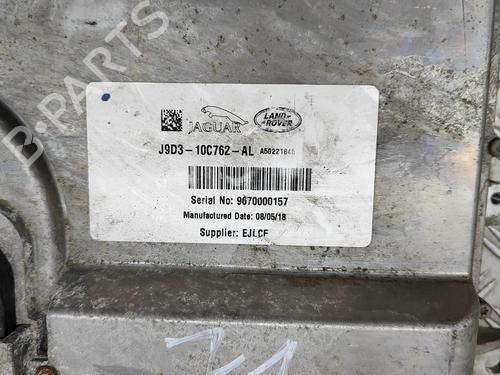 B-PARTS
JAGUAR
LAND
ROVER
J9D3-10C762-AL A50221845
Serial No: 9670000157
Manufactured Date: 08/05/18
Supplier: EJLCF